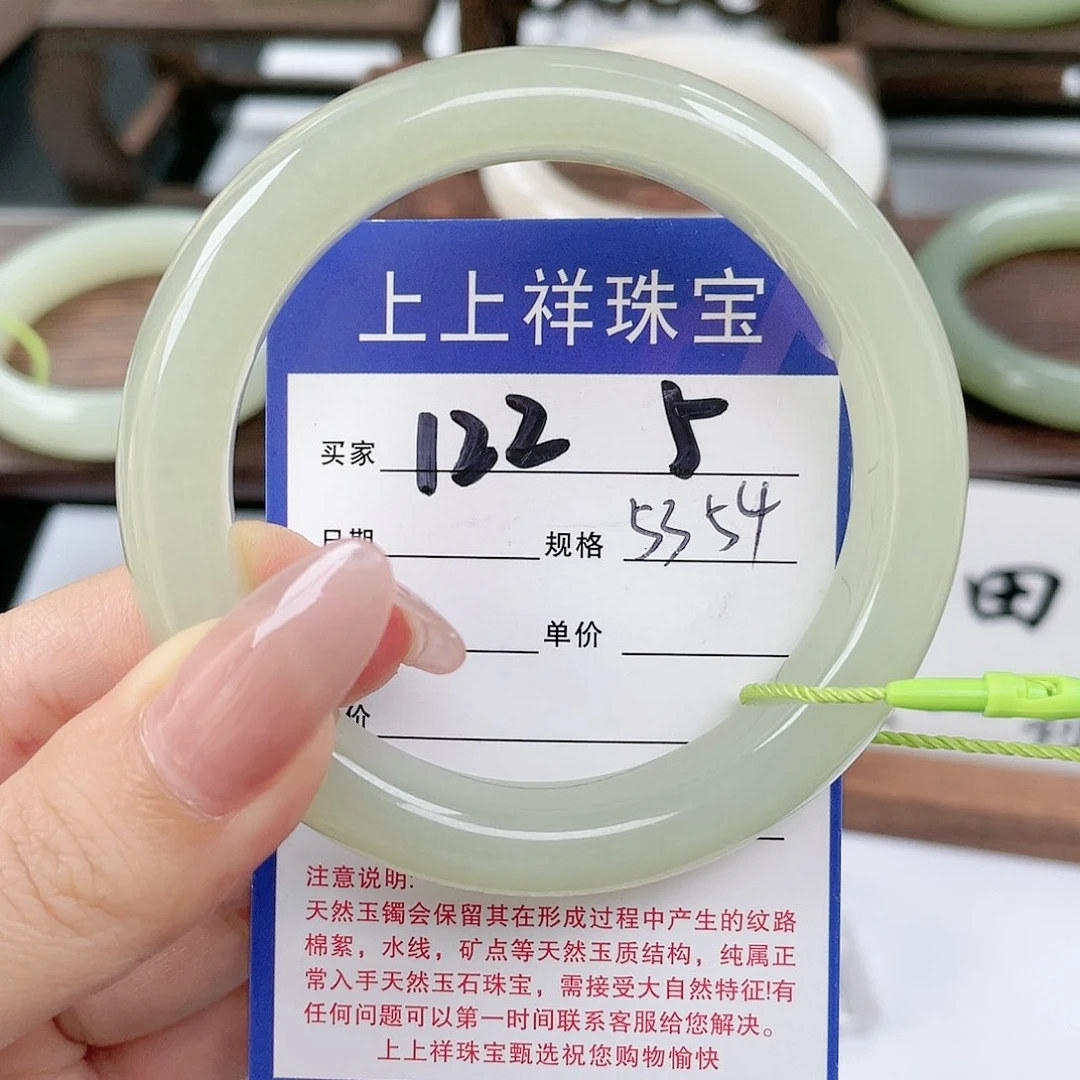 上上祥珠宝
买家 122 5
日期 规格 53 54
单价
价
注意说明:
天然玉镯会保留其在形成过程中产生的纹路
棉絮，水线，矿点等天然玉质结构，纯属正
常入手天然玉石珠宝，需接受大自然特征!有
任何问题可以第一时间联系客服给您解决。
上上祥珠宝甄选祝您购物愉快
田